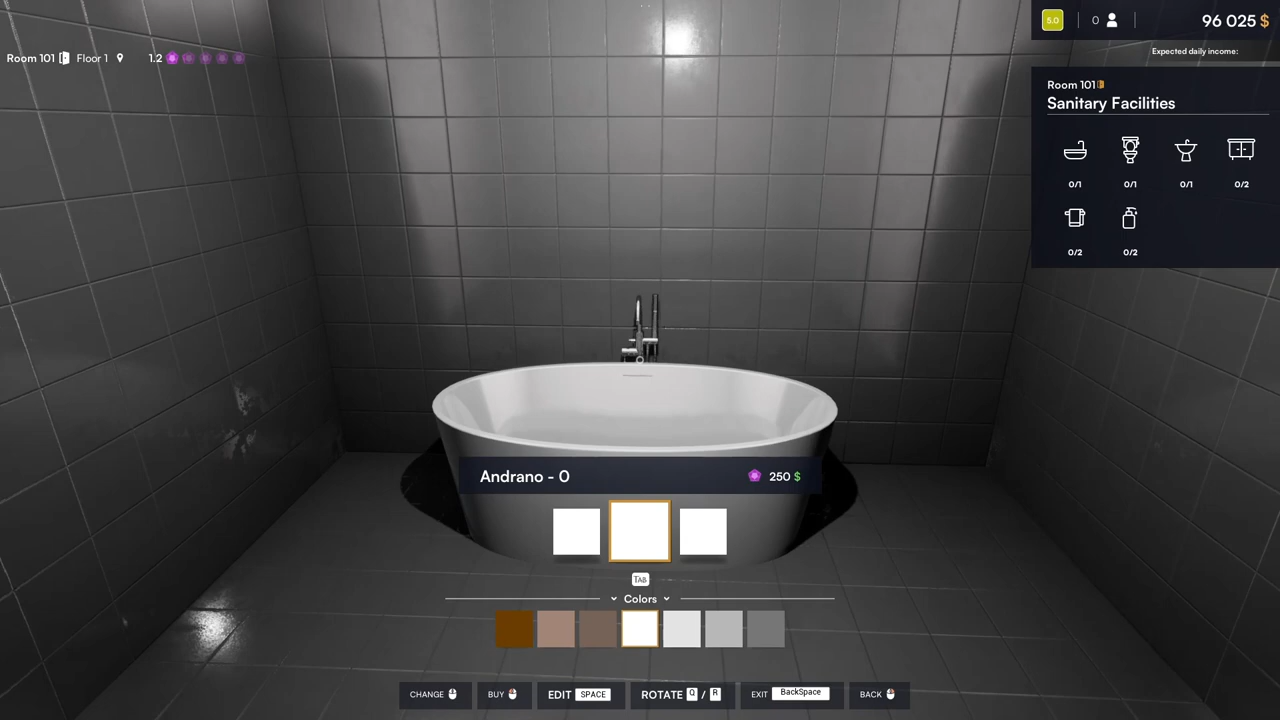 5.0
0
96 025 $
Expected daily income:
Room 101
Floor 1
1.2
Room 101
Sanitary Facilities
0/1
0/1
0/1
0/2
0/2
0/2
Andrano - 0
250 $
TAB
Colors
CHANGE
BUY
EDIT SPACE
ROTATE Q / R
EXIT BackSpace
BACK